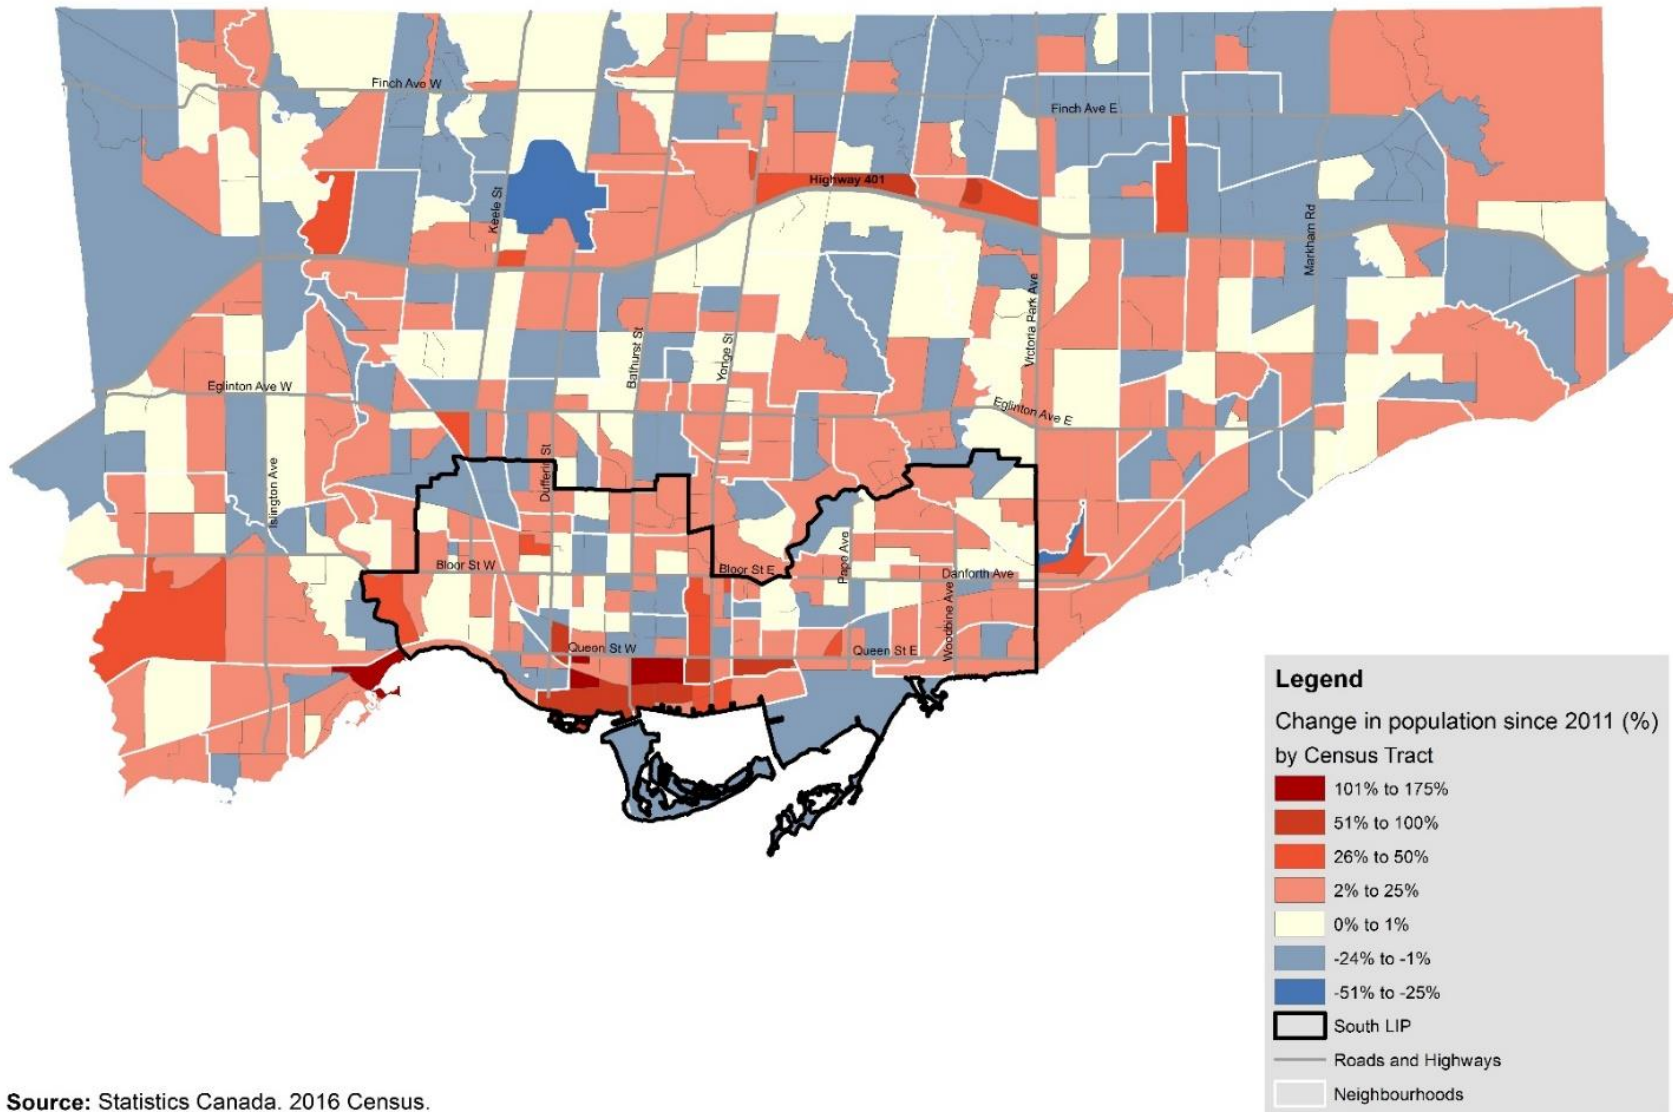 Finch Ave W
Finch Ave E
Highway 401
Keele St
Markham Rd
Victoria Park Ave
Bathurst St
Yonge St
Eglinton Ave W
Eglinton Ave E
Dufferin St
Islington Ave
Pape Ave
Bloor St W
Bloor St E
Danforth Ave
Woodbine Ave
Queen St W
Queen St E
Legend
Change in population since 2011 (%)
by Census Tract
101% to 175%
51% to 100%
26% to 50%
2% to 25%
0% to 1%
-24% to -1%
-51% to -25%
South LIP
Roads and Highways
Neighbourhoods
Source: Statistics Canada. 2016 Census.